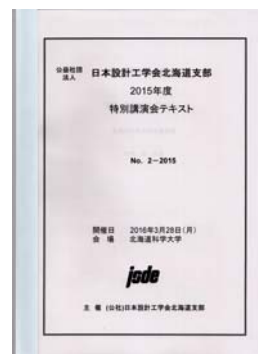 公益社団
法人
日本設計工学会北海道支部
2015年度
特別講演会テキスト
No. 2-2015
開催日 2016年3月28日(月)
会 場 北海道科学大学
jsde
主 催 (公社)日本設計工学会北海道支部